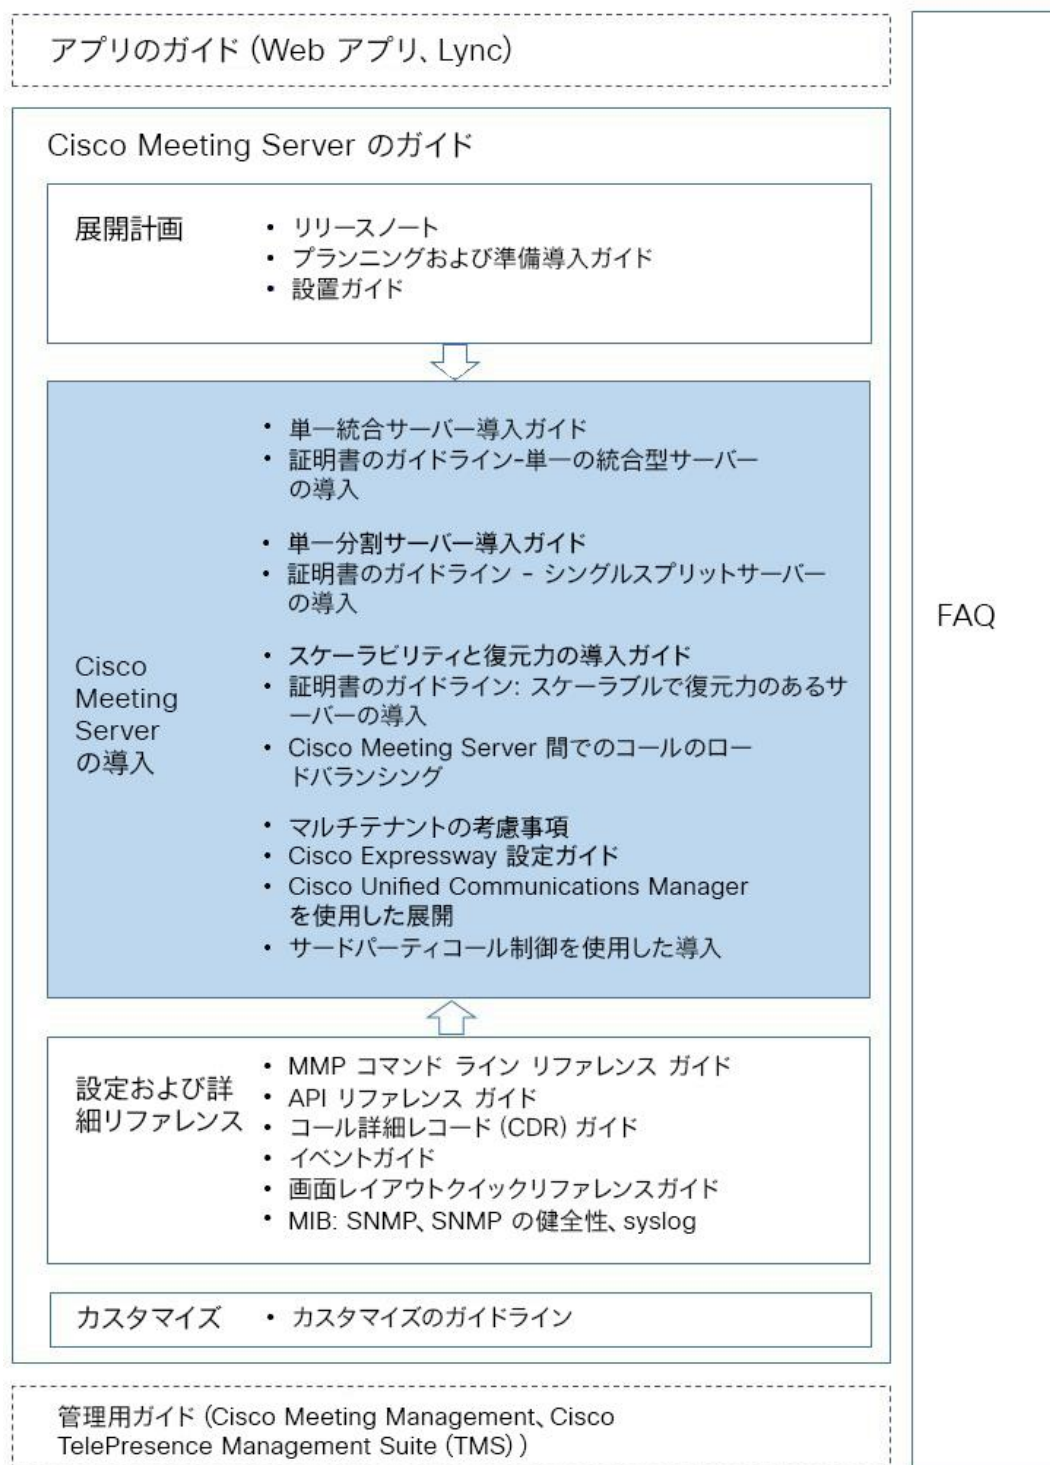 アプリのガイド (Web アプリ、Lync)
Cisco Meeting Server のガイド
展開計画
• リリースノート
• プランニングおよび準備導入ガイド
• 設置ガイド
Cisco
Meeting
Server
の導入
• 単一統合サーバー導入ガイド
• 証明書のガイドライン-単一の統合型サーバー
の導入
• 単一分割サーバー導入ガイド
• 証明書のガイドライン - シングルスプリットサーバー
の導入
• スケーラビリティと復元力の導入ガイド
• 証明書のガイドライン: スケーラブルで復元力のあるサ
ーバーの導入
• Cisco Meeting Server 間でのコールのロー
ドバランシング
• マルチテナントの考慮事項
• Cisco Expressway 設定ガイド
• Cisco Unified Communications Manager
を使用した展開
• サードパーティコール制御を使用した導入
設定および詳
細リファレンス
• MMP コマンド ライン リファレンス ガイド
• API リファレンス ガイド
• コール詳細レコード (CDR) ガイド
• イベントガイド
• 画面レイアウトクイックリファレンスガイド
• MIB: SNMP、SNMP の健全性、syslog
カスタマイズ
• カスタマイズのガイドライン
管理用ガイド (Cisco Meeting Management、Cisco
TelePresence Management Suite (TMS) )
FAQ